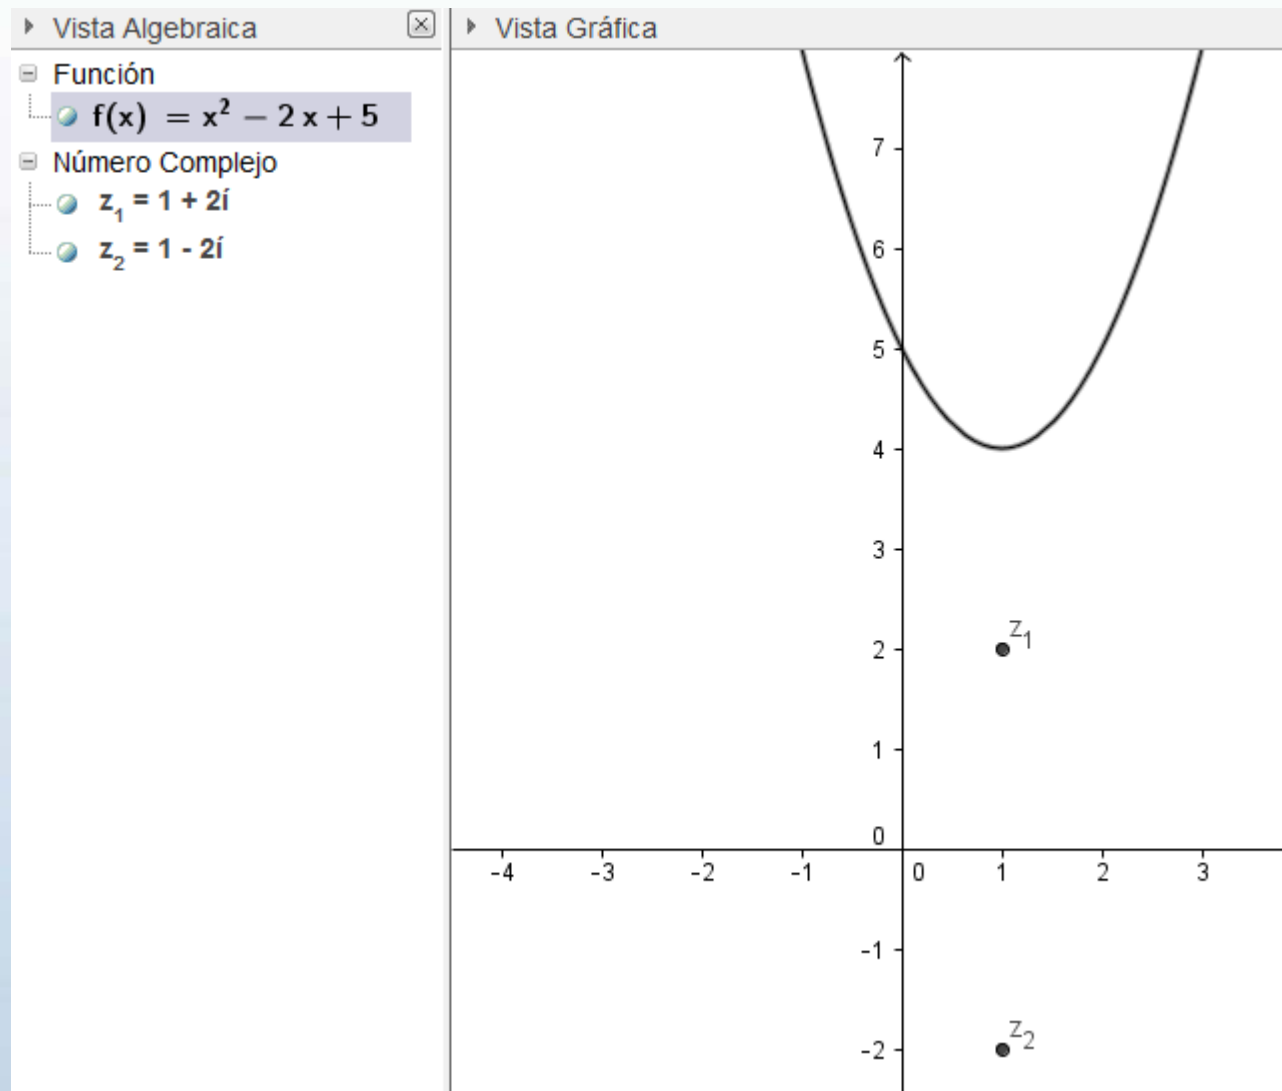 Vista Algebraica
Función
f(x) = x² − 2 x + 5
Número Complejo
z₁ = 1 + 2í
z₂ = 1 - 2í
Vista Gráfica
7
6
5
4
3
z₁
2
1
0
-4 -3 -2 -1 0 1 2 3
-1
z₂
-2